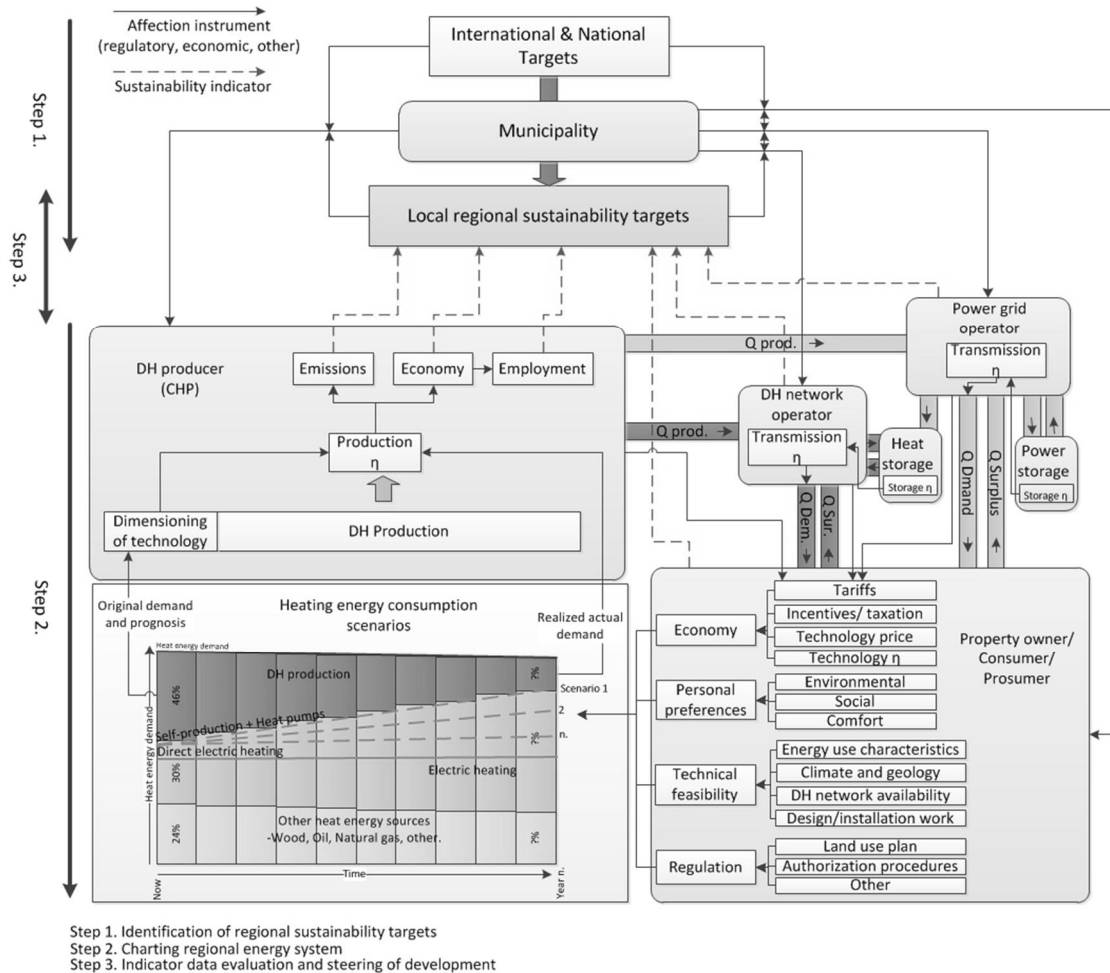 Affection instrument
(regulatory, economic, other)
Sustainability indicator
International & National
Targets
Municipality
Local regional sustainability targets
Step 1.
Step 3.
Step 2.
DH producer
(CHP)
Emissions
Economy
Employment
Production
η
Dimensioning
of technology
DH Production
Q prod.
Q prod.
Power grid
operator
Transmission
η
DH network
operator
Transmission
η
Heat
storage
Storage η
Power
storage
Storage η
Q Dem.
Q Sur.
Q Dmand
Q Surplus
Original demand
and prognosis
Heating energy consumption
scenarios
Realized actual
demand
Heat energy demand
Heat energy demand
DH production
46%
?%
Scenario 1
2
n.
Self-production + Heat pumps
?%
Direct electric heating
30%
Electric heating
Other heat energy sources
-Wood, Oil, Natural gas, other.
24%
?%
Time
Now
Year n.
Economy
Tariffs
Incentives/ taxation
Technology price
Technology η
Property owner/
Consumer/
Prosumer
Personal
preferences
Environmental
Social
Comfort
Technical
feasibility
Energy use characteristics
Climate and geology
DH network availability
Design/installation work
Regulation
Land use plan
Authorization procedures
Other
Step 1. Identification of regional sustainability targets
Step 2. Charting regional energy system
Step 3. Indicator data evaluation and steering of development